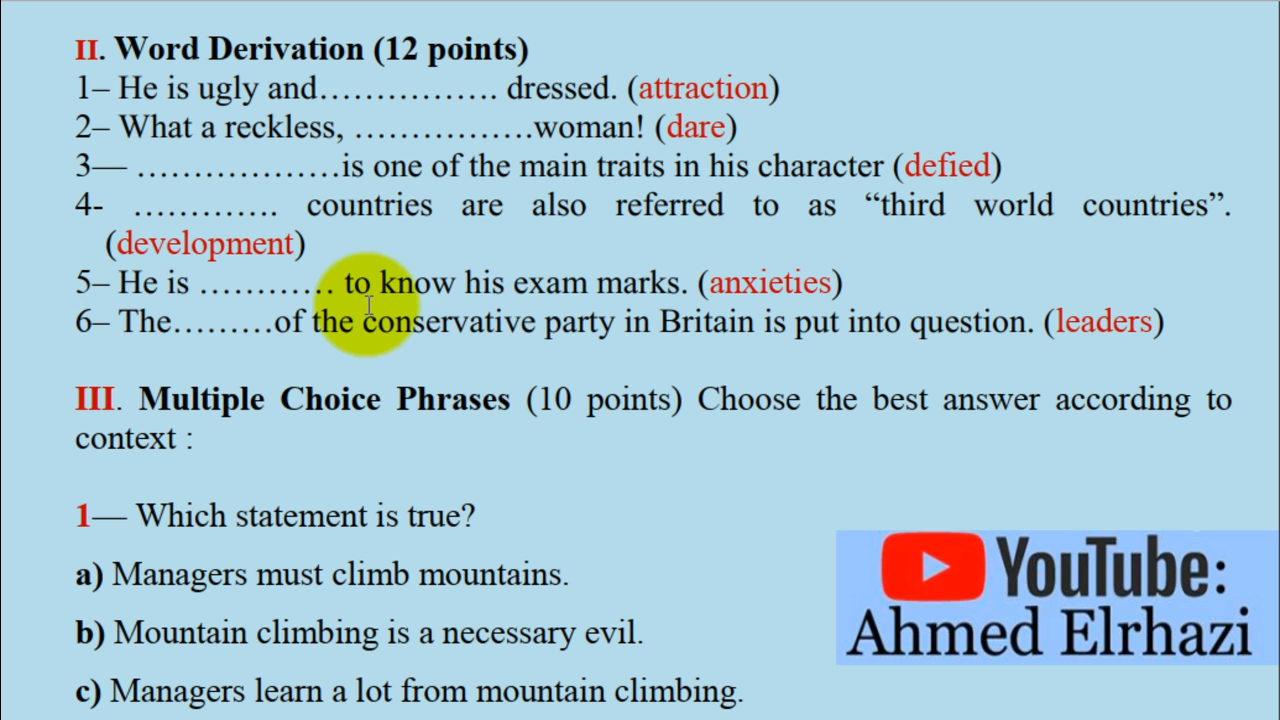 II. Word Derivation (12 points)
1– He is ugly and……………. dressed. (attraction)
2– What a reckless, …………….woman! (dare)
3— ………………is one of the main traits in his character (defied)
4- …………. countries are also referred to as “third world countries”.
(development)
5– He is ………… to know his exam marks. (anxieties)
6– The………of the conservative party in Britain is put into question. (leaders)
III. Multiple Choice Phrases (10 points) Choose the best answer according to
context :
1— Which statement is true?
a) Managers must climb mountains.
b) Mountain climbing is a necessary evil.
c) Managers learn a lot from mountain climbing.
YouTube:
Ahmed Elrhazi